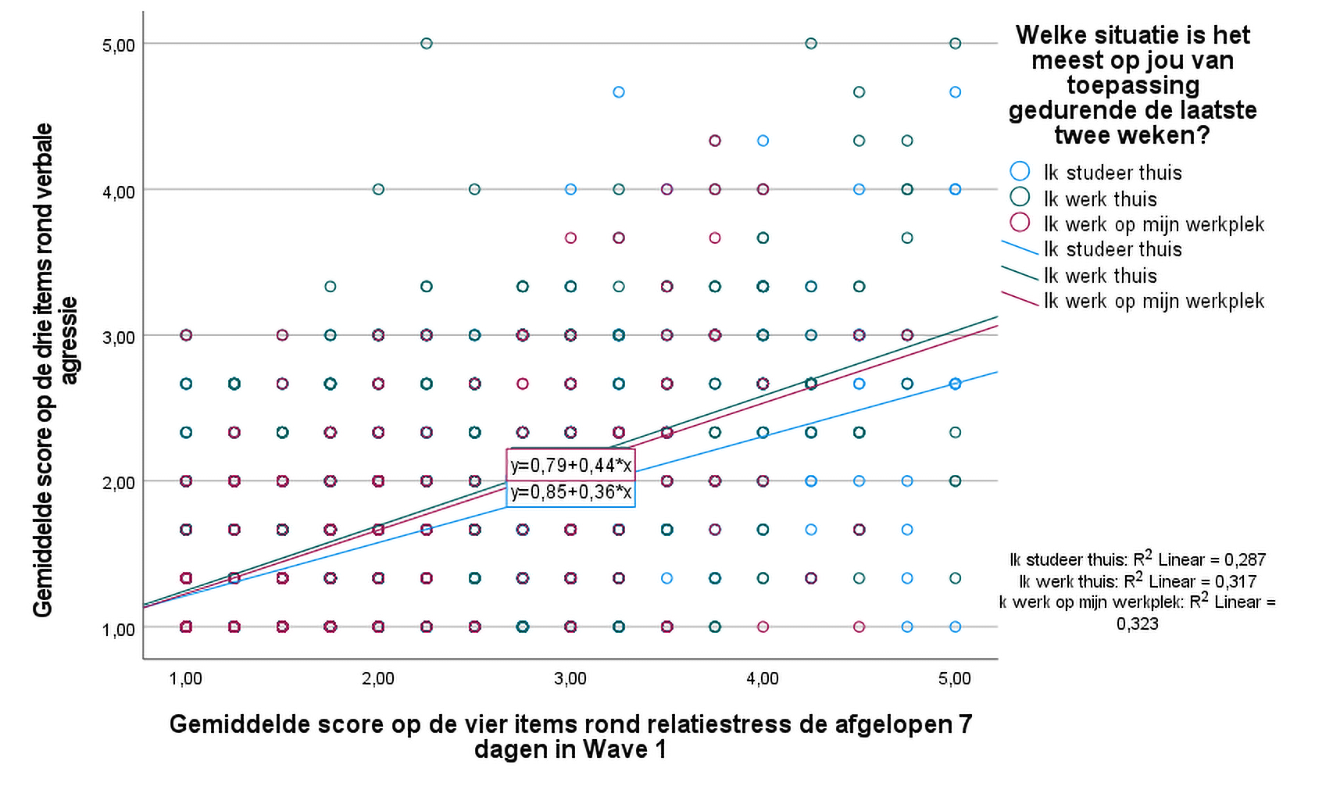 Welke situatie is het
meest op jou van
toepassing
gedurende de laatste
twee weken?
Ik studeer thuis
Ik werk thuis
Ik werk op mijn werkplek
Ik studeer thuis
Ik werk thuis
Ik werk op mijn werkplek
Gemiddelde score op de drie items rond verbale
agressie
5,00
4,00
3,00
2,00
1,00
y=0,79+0,44*x
y=0,85+0,36*x
Ik studeer thuis: R2 Linear = 0,287
Ik werk thuis: R2 Linear = 0,317
k werk op mijn werkplek: R2 Linear =
0,323
1,00 2,00 3,00 4,00 5,00
Gemiddelde score op de vier items rond relatiestress de afgelopen 7
dagen in Wave 1